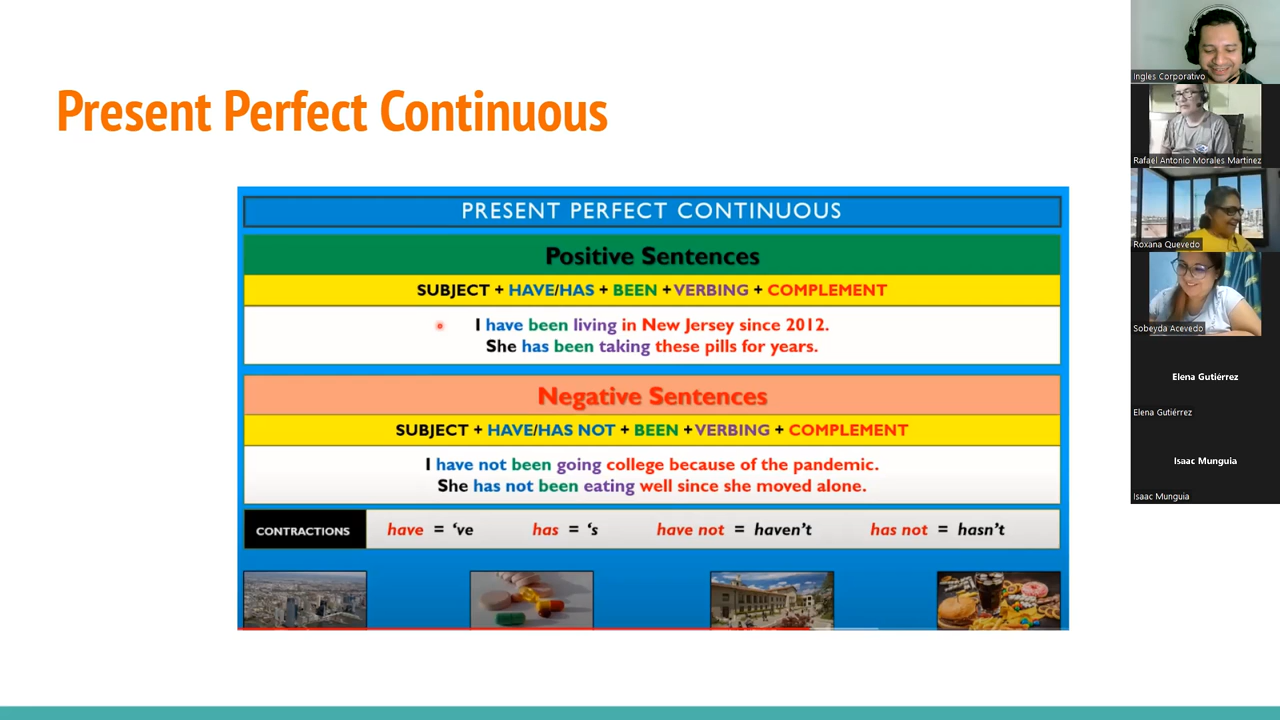 Present Perfect Continuous
PRESENT PERFECT CONTINUOUS
Positive Sentences
SUBJECT + HAVE/HAS + BEEN + VERBING + COMPLEMENT
I have been living in New Jersey since 2012.
She has been taking these pills for years.
Negative Sentences
SUBJECT + HAVE/HAS NOT + BEEN + VERBING + COMPLEMENT
I have not been going college because of the pandemic.
She has not been eating well since she moved alone.
CONTRACTIONS have = ‘ve has = ‘s have not = haven’t has not = hasn’t
Ingles Corporativo
Rafael Antonio Morales Martinez
Roxana Quevedo
Sobeyda Acevedo
Elena Gutiérrez
Elena Gutiérrez
Isaac Munguia
Isaac Munguia